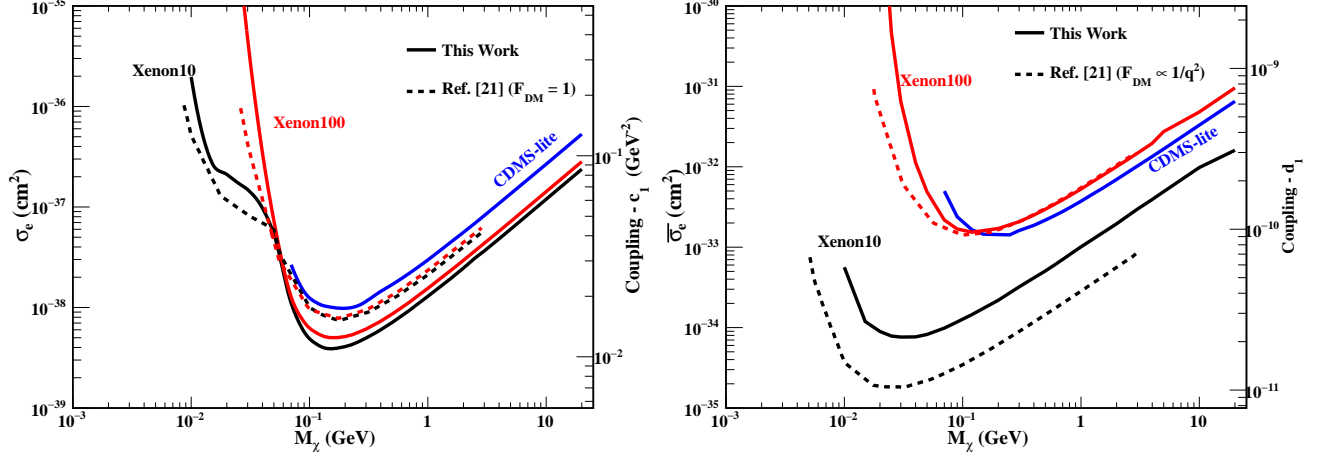 10⁻³⁵
10⁻³⁶
10⁻³⁷
10⁻³⁸
10⁻³⁹
σₑ (cm²)
Xenon10
This Work
Ref. [21] (F_DM = 1)
Xenon100
CDMS-lite
10⁻¹
10⁻²
Coupling - c₁ (GeV⁻²)
10⁻³ 10⁻² 10⁻¹ 1 10
M_χ (GeV)
10⁻³⁰
10⁻³¹
10⁻³²
10⁻³³
10⁻³⁴
10⁻³⁵
σ̅ₑ (cm²)
This Work
Ref. [21] (F_DM ∝ 1/q²)
Xenon100
CDMS-lite
Xenon10
10⁻⁹
10⁻¹⁰
10⁻¹¹
Coupling - d₁
10⁻³ 10⁻² 10⁻¹ 1 10
M_χ (GeV)